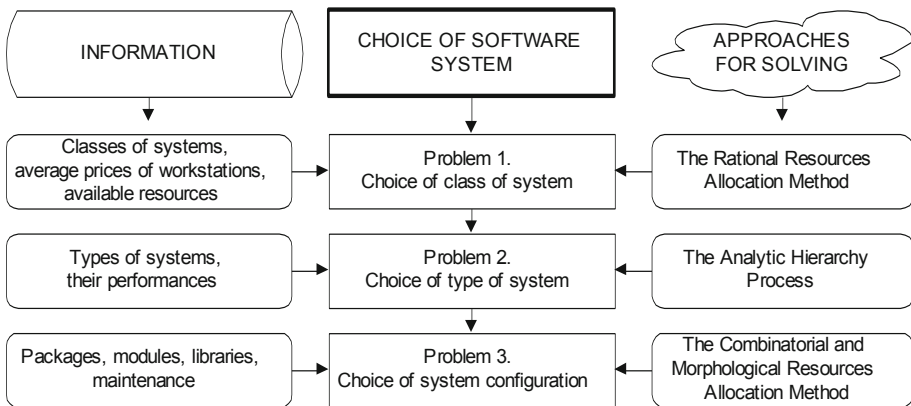 INFORMATION
CHOICE OF SOFTWARE
SYSTEM
APPROACHES
FOR SOLVING
Classes of systems,
average prices of workstations,
available resources
Problem 1.
Choice of class of system
The Rational Resources
Allocation Method
Types of systems,
their performances
Problem 2.
Choice of type of system
The Analytic Hierarchy
Process
Packages, modules, libraries,
maintenance
Problem 3.
Choice of system configuration
The Combinatorial and
Morphological Resources
Allocation Method